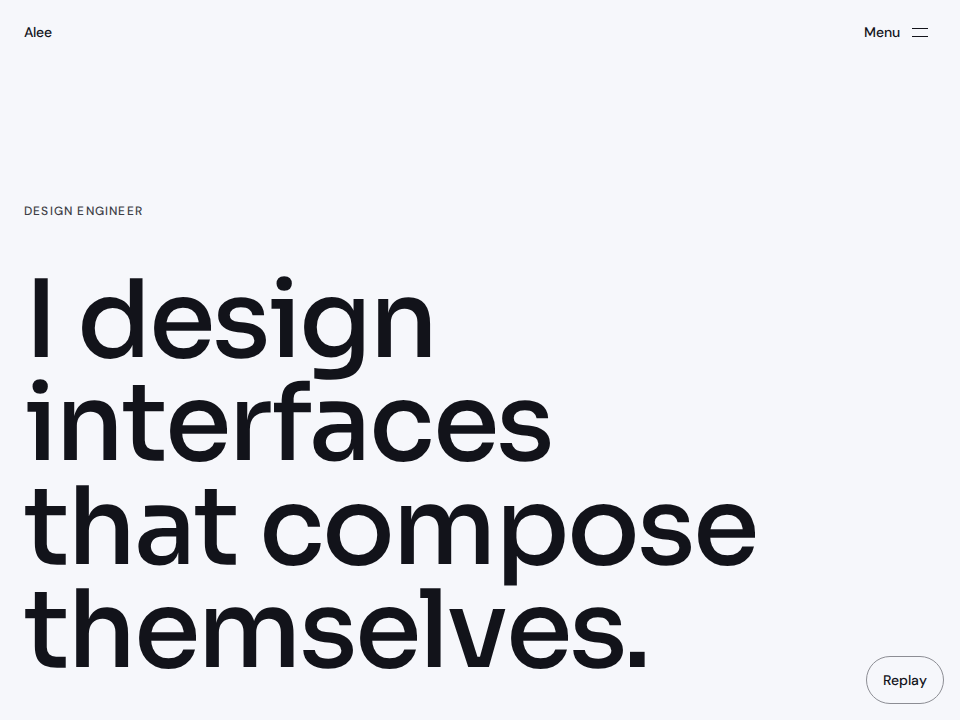 Alee
Menu
DESIGN ENGINEER
I design
interfaces
that compose
themselves.
Replay